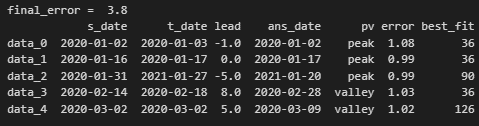 final_error =  3.8
            s_date      t_date lead    ans_date      pv error best_fit
data_0  2020-01-02  2020-01-03 -1.0  2020-01-02    peak  1.08       36
data_1  2020-01-16  2020-01-17  0.0  2020-01-17    peak  0.99       36
data_2  2020-01-31  2021-01-27 -5.0  2021-01-20    peak  0.99       90
data_3  2020-02-14  2020-02-18  8.0  2020-02-28  valley  1.03       36
data_4  2020-03-02  2020-03-02  5.0  2020-03-09  valley  1.02      126